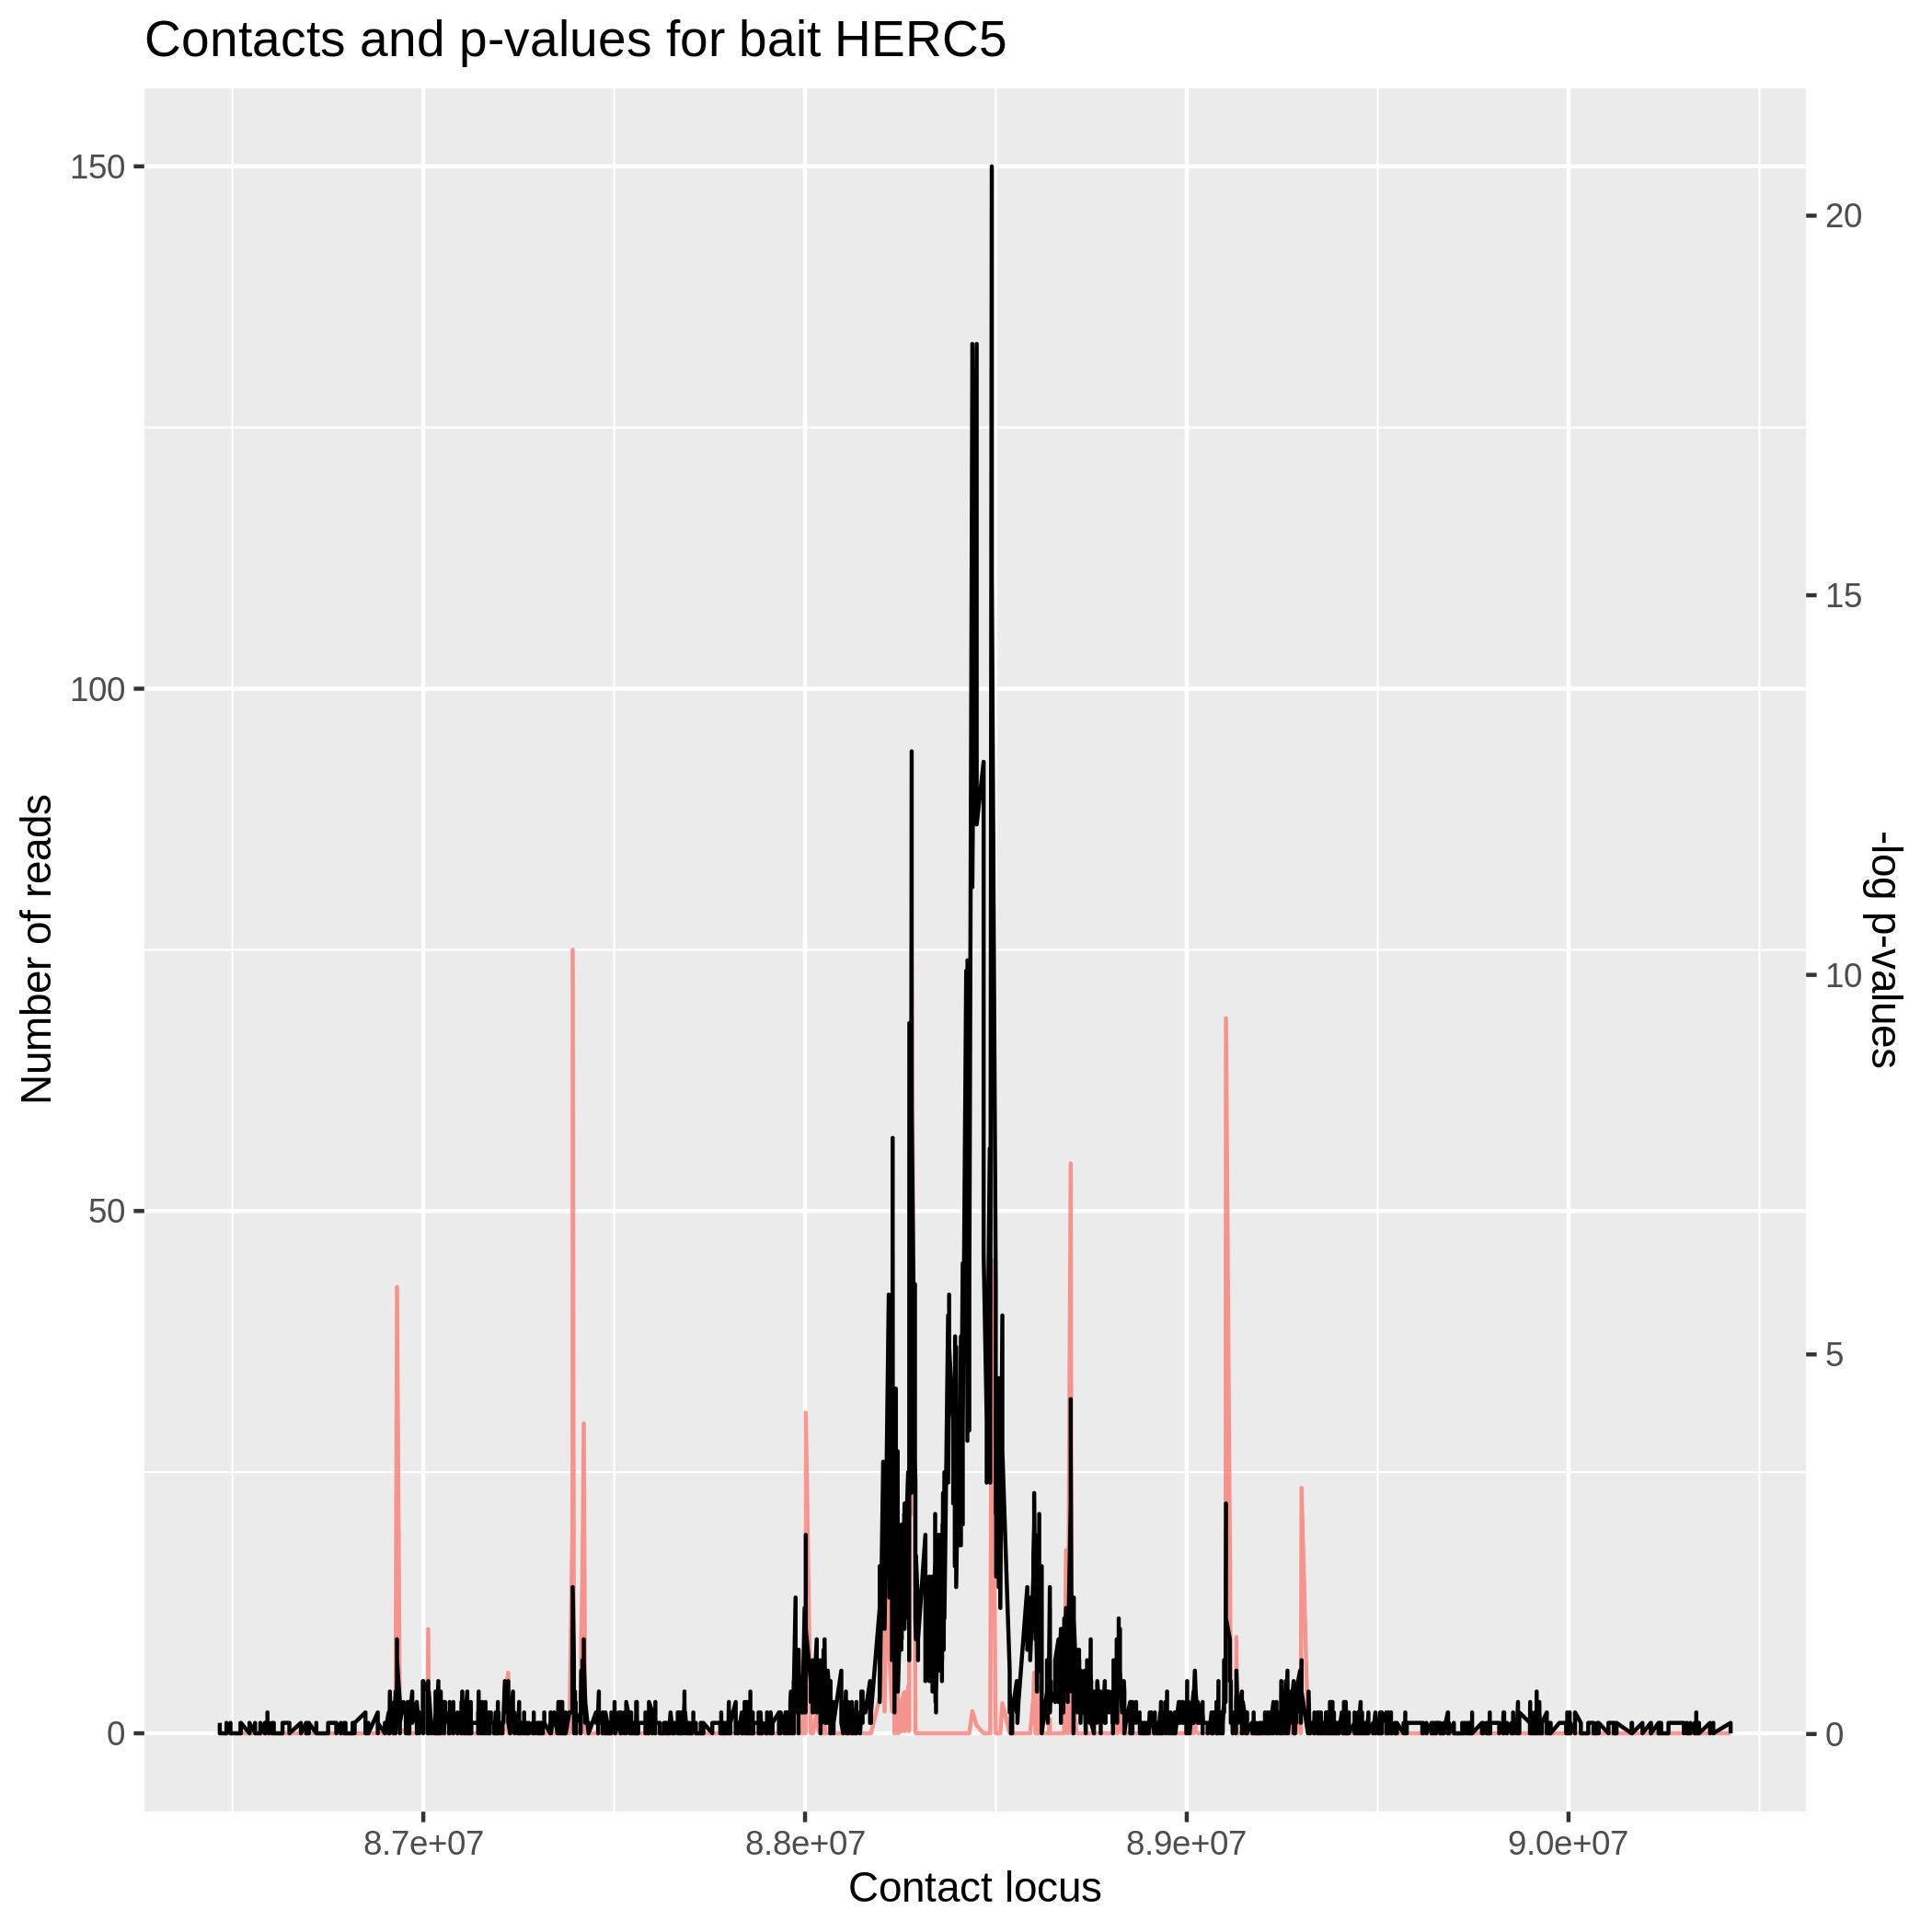 Contacts and p-values for bait HERC5
150
100
50
0
Number of reads
20
15
10
5
0
-log p-values
8.7e+07
8.8e+07
8.9e+07
9.0e+07
Contact locus